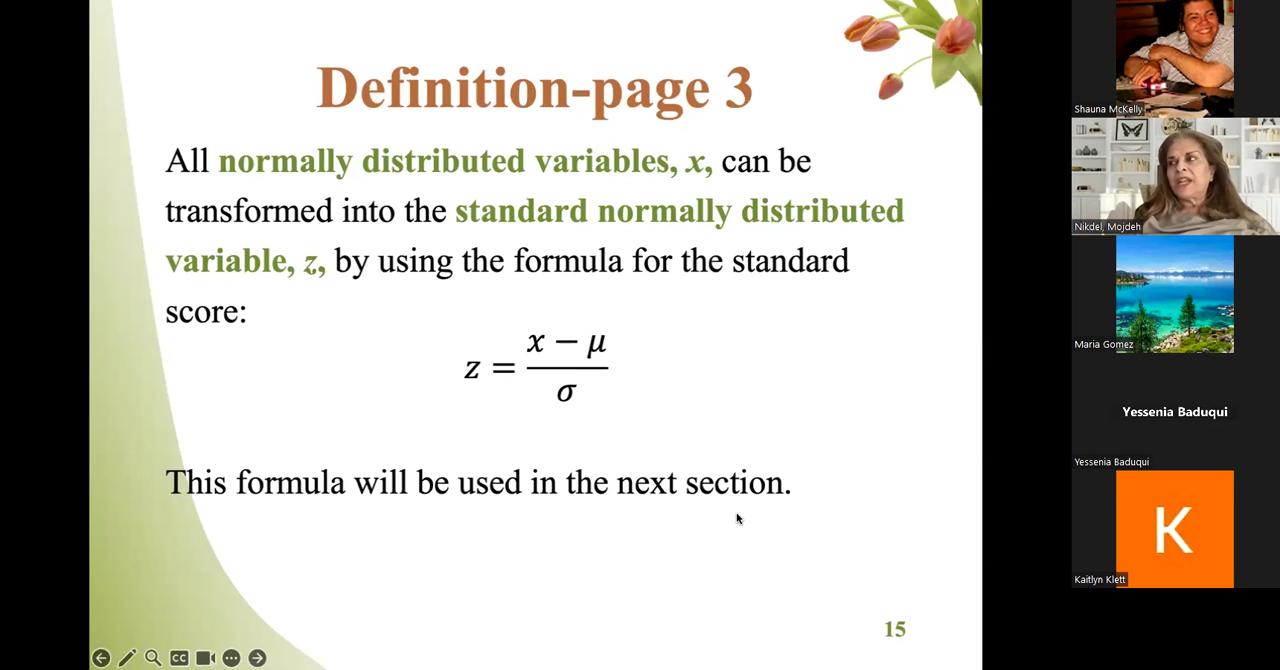 Definition-page 3
All normally distributed variables, x, can be
transformed into the standard normally distributed
variable, z, by using the formula for the standard
score:
z = (x − μ) / σ
This formula will be used in the next section.
15
CC
Shauna McKelly
Nikdel, Mojdeh
Maria Gomez
Yessenia Baduqui
Yessenia Baduqui
K
Kaitlyn Klett